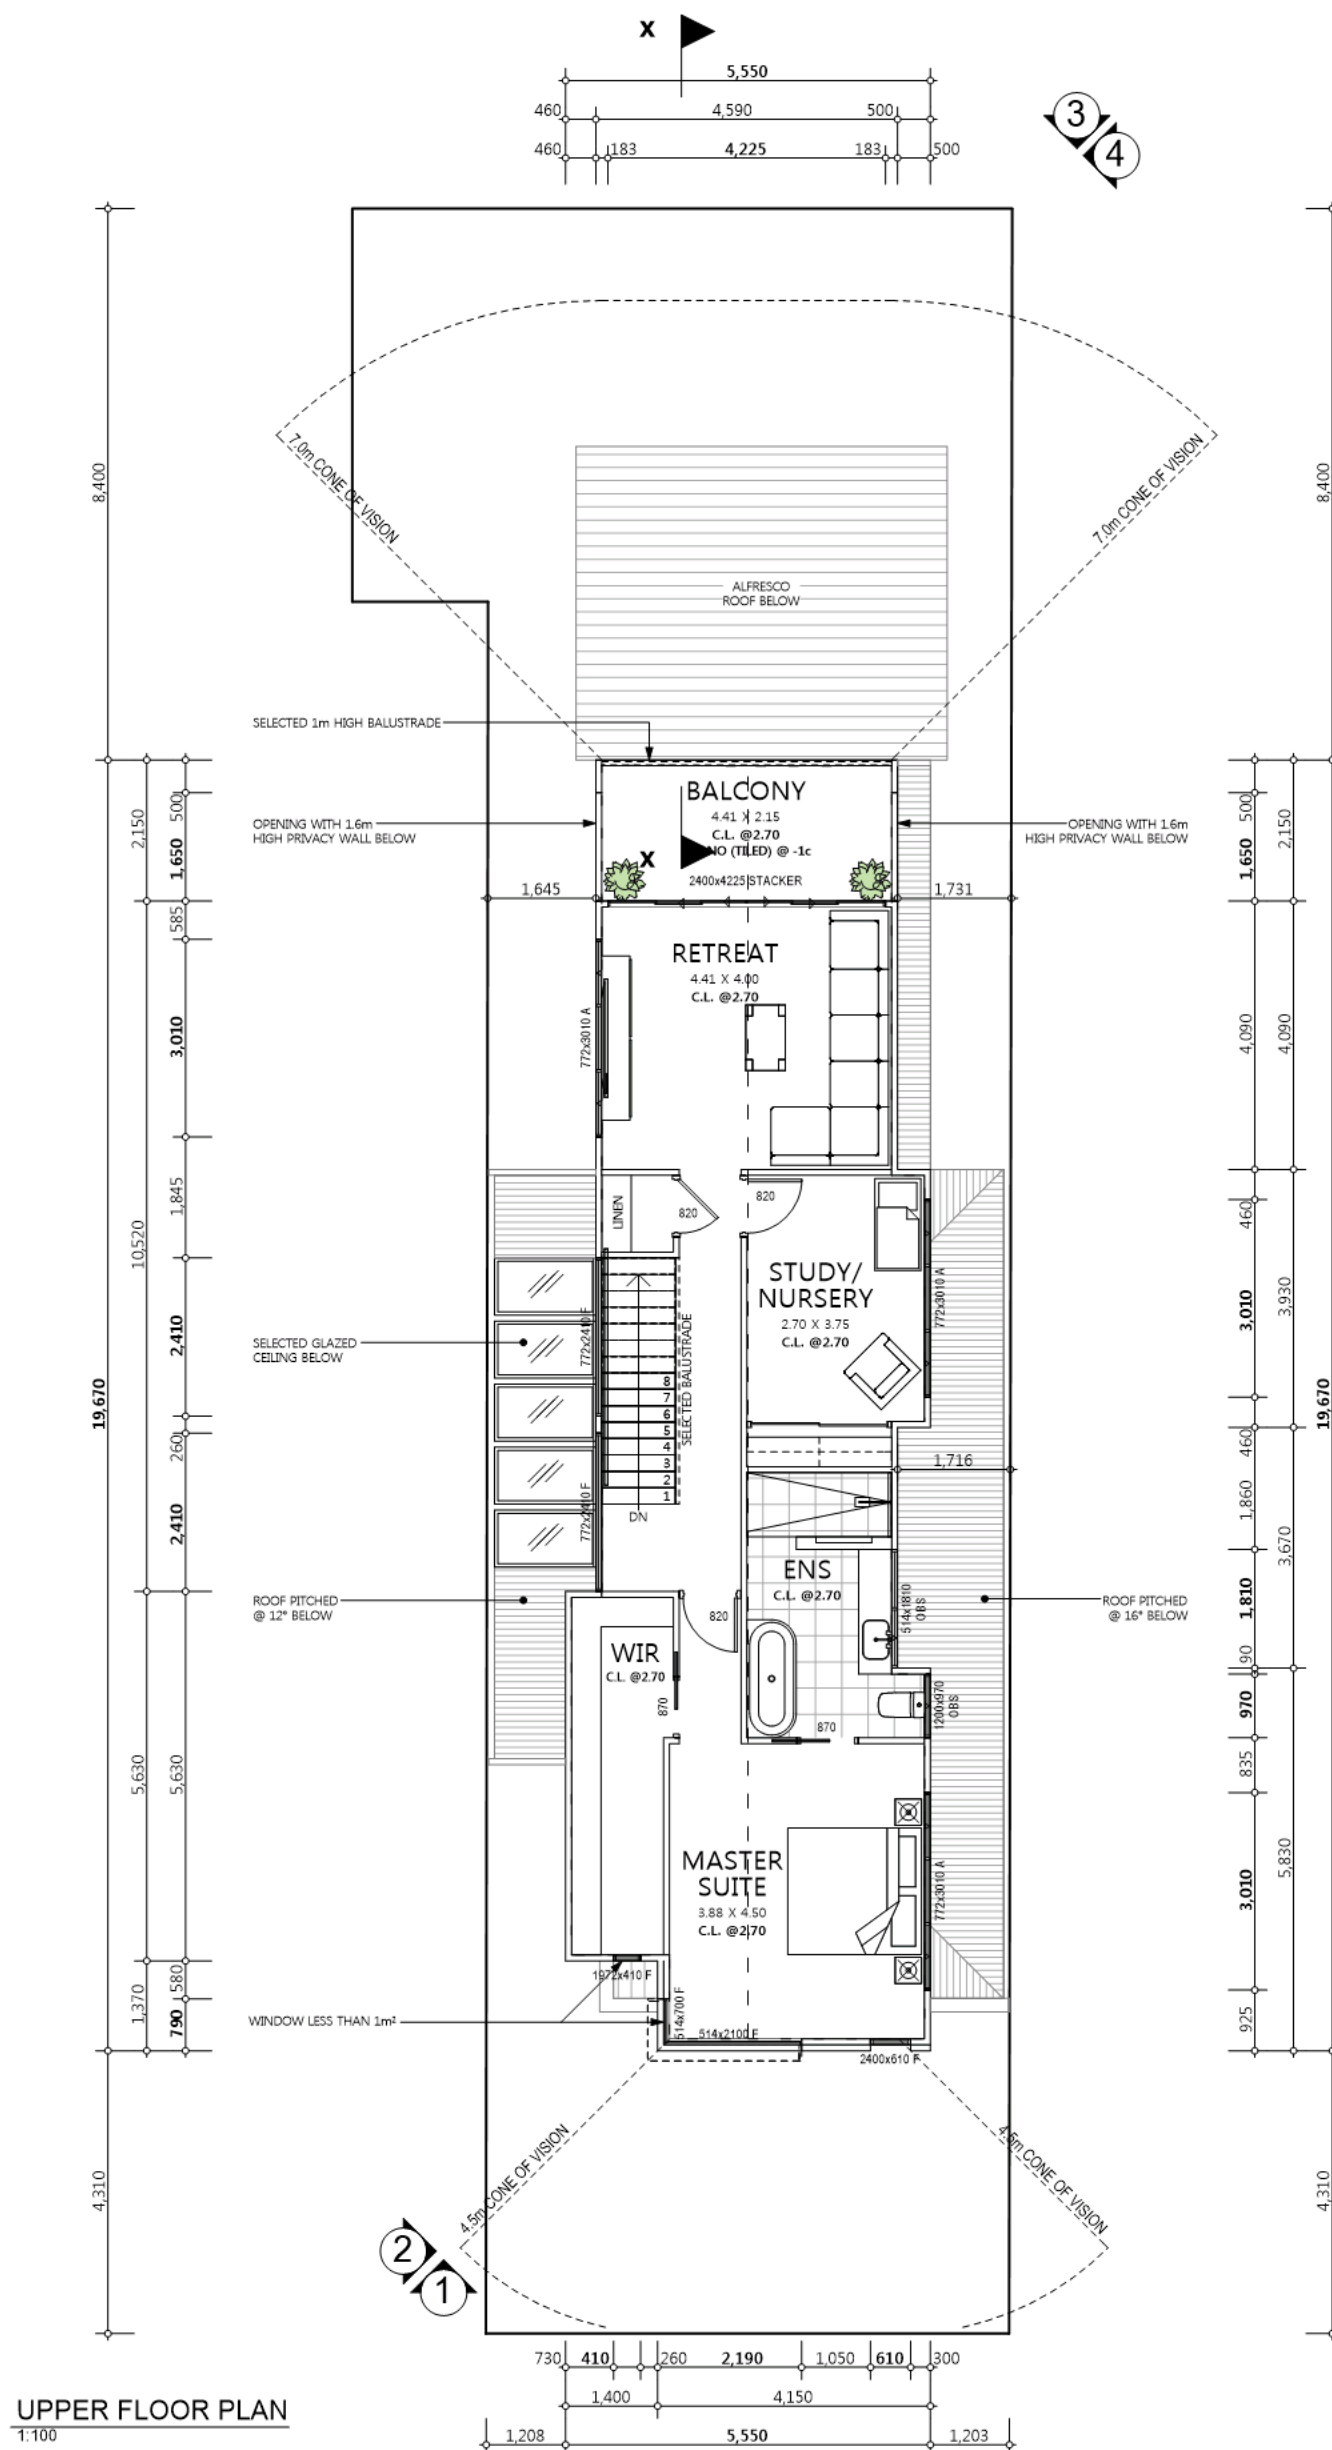 X
5,550
460 4,590 500
460 183 4,225 183 500
3
4
8,400
8,400
7.0m CONE OF VISION
7.0m CONE OF VISION
ALFRESCO
ROOF BELOW
SELECTED 1m HIGH BALUSTRADE
BALCONY
4.41 X 2.15
C.L. @2.70
NO (TILED) @ -1c
X
2400x4225 STACKER
OPENING WITH 1.6m
HIGH PRIVACY WALL BELOW
OPENING WITH 1.6m
HIGH PRIVACY WALL BELOW
1,645
1,731
RETREAT
4.41 X 4.00
C.L. @2.70
772x3010 A
LINEN
820
820
STUDY/
NURSERY
2.70 X 3.75
C.L. @2.70
772x3010 A
SELECTED GLAZED
CEILING BELOW
772x2410 F
772x2410 F
SELECTED BALUSTRADE
8
7
6
5
4
3
2
1
DN
1,716
ENS
C.L. @2.70
514x1810
OBS
1200x970
OBS
ROOF PITCHED
@ 12° BELOW
ROOF PITCHED
@ 16° BELOW
820
WIR
C.L. @2.70
870
870
MASTER
SUITE
3.88 X 4.50
C.L. @2.70
772x3010 A
1972x410 F
WINDOW LESS THAN 1m²
514x700 F
514x2100 F
2400x610 F
4.5m CONE OF VISION
4.5m CONE OF VISION
2
1
19,670
4,310
2,150
10,520
5,630
1,370
500
1,650
585
3,010
1,845
2,410
260
2,410
5,630
580
790
500
1,650
4,090
460
3,010
460
1,860
1,810
90
970
835
3,010
925
2,150
4,090
3,930
3,670
5,830
19,670
4,310
730 410 260 2,190 1,050 610 300
1,400 4,150
1,208 5,550 1,203
UPPER FLOOR PLAN
1:100